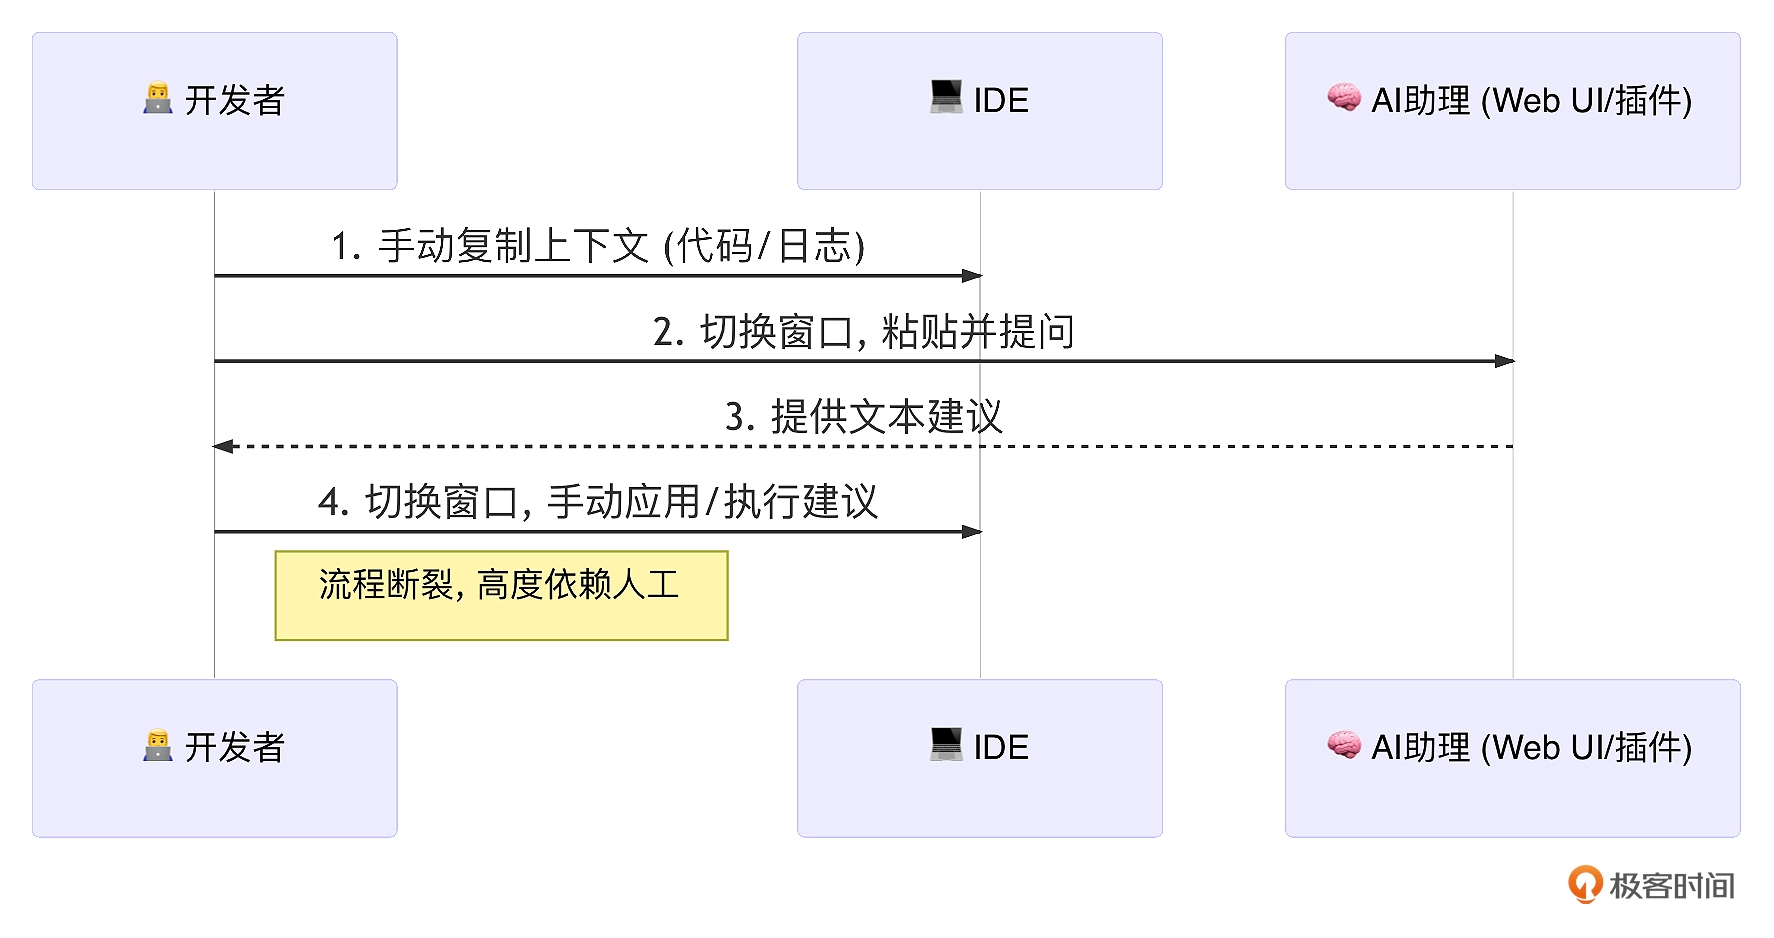 开发者
IDE
AI助理 (Web UI/插件)
1. 手动复制上下文 (代码/日志)
2. 切换窗口, 粘贴并提问
3. 提供文本建议
4. 切换窗口, 手动应用/执行建议
流程断裂, 高度依赖人工
开发者
IDE
AI助理 (Web UI/插件)
极客时间